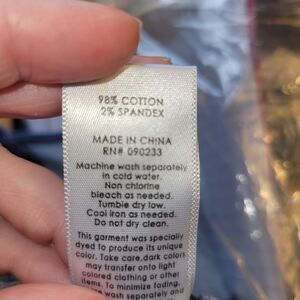 98% COTTON
2% SPANDEX
MADE IN CHINA
RN# 090233
Machine wash separately
in cold water.
Non chlorine
bleach as needed.
Tumble dry low.
Cool iron as needed.
Do not dry clean.
This garment was specially
dyed to produce its unique
color. Take care, dark colors
may transfer onto light
colored clothing or other
items. To minimize fading,
wash separately and